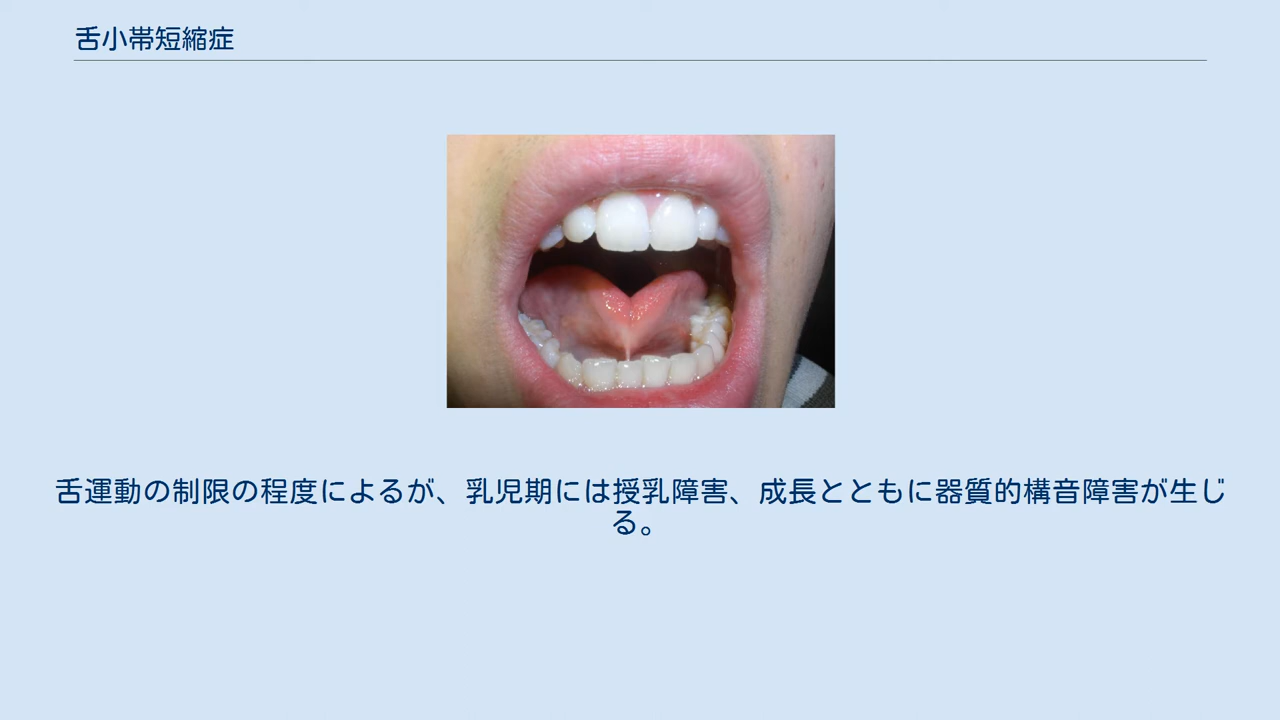 舌小帯短縮症
舌運動の制限の程度によるが、乳児期には授乳障害、成長とともに器質的構音障害が生じ
る。